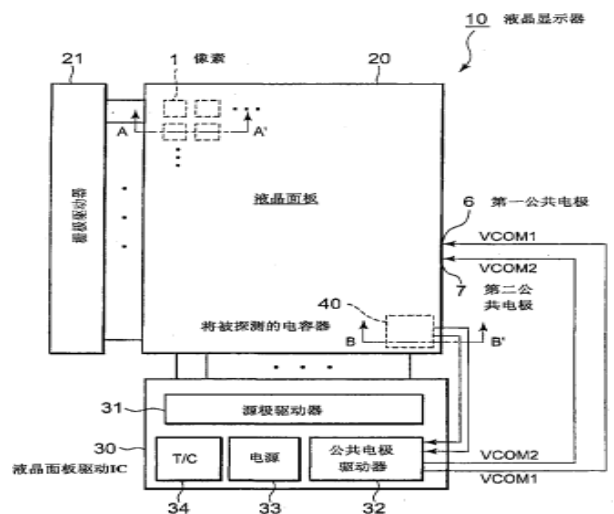 10 液晶显示器
21
1 像素
20
A A'
栅极驱动器
液晶面板
6 第一公共电极
VCOM1
VCOM2
7 第二公
共电极
40
将被探测的电容器
B B'
31
源极驱动器
30
液晶面板驱动IC
T/C
电源
公共电极
驱动器
VCOM2
VCOM1
34
33
32